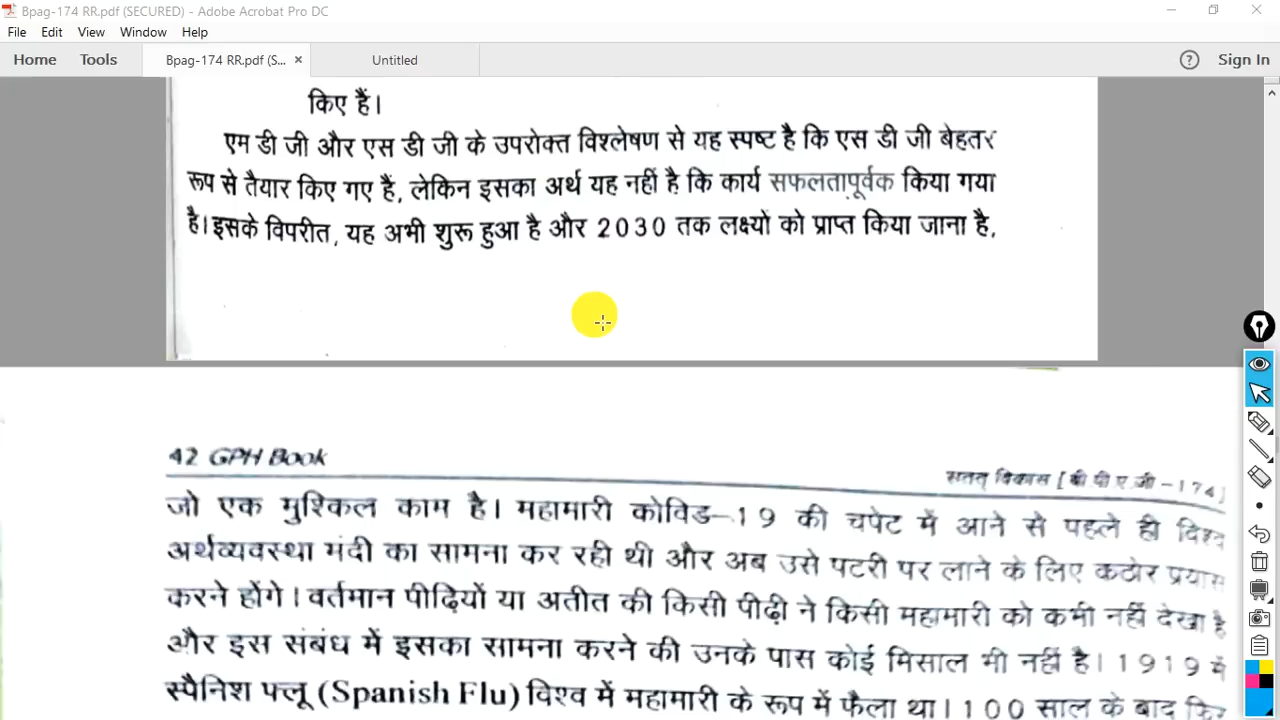 Bpag-174 RR.pdf (SECURED) - Adobe Acrobat Pro DC
File Edit View Window Help
Home Tools Bpag-174 RR.pdf (S... × Untitled Sign In
किए हैं।
एम डी जी और एस डी जी के उपरोक्त विश्लेषण से यह स्पष्ट है कि एस डी जी बेहतर
रूप से तैयार किए गए हैं, लेकिन इसका अर्थ यह नहीं है कि कार्य सफलतापूर्वक किया गया
है। इसके विपरीत, यह अभी शुरू हुआ है और 2030 तक लक्ष्यों को प्राप्त किया जाना है,
42 GPH Book
सतत् विकास [बी पी ए जी -174]
जो एक मुश्किल काम है। महामारी कोविड-19 की चपेट में आने से पहले ही विश्व
अर्थव्यवस्था मंदी का सामना कर रही थी और अब उसे पटरी पर लाने के लिए कठोर प्रयास
करने होंगे। वर्तमान पीढ़ियों या अतीत की किसी पीढ़ी ने किसी महामारी को कभी नहीं देखा है
और इस संबंध में इसका सामना करने की उनके पास कोई मिसाल भी नहीं है। 1919 में
स्पैनिश फ्लू (Spanish Flu) विश्व में महामारी के रूप में फैला था। 100 साल के बाद फिर